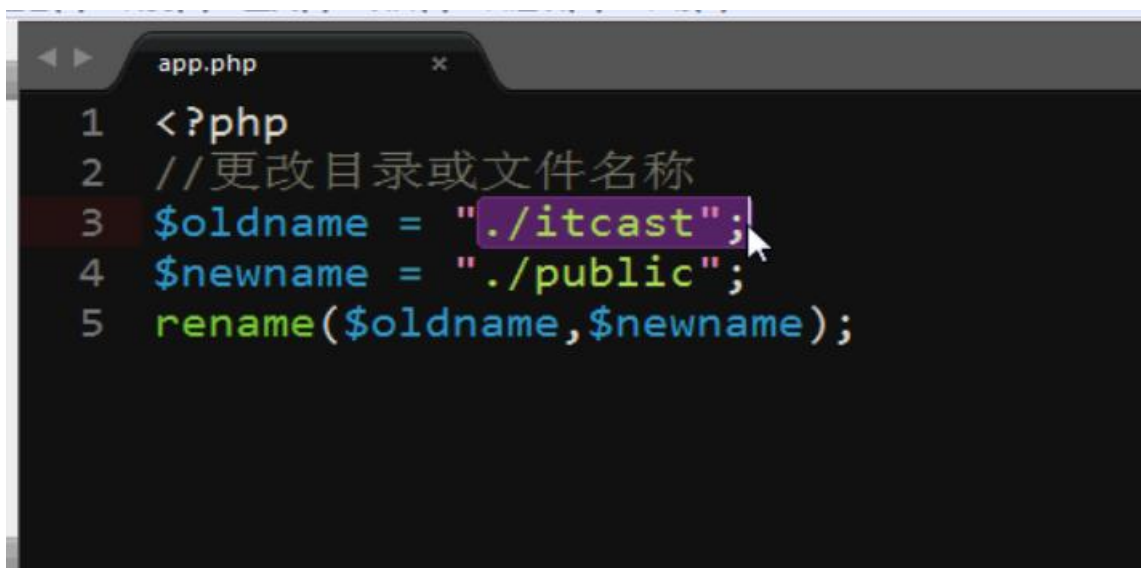 app.php ×
1 <?php
2 //更改目录或文件名称
3 $oldname = "./itcast";
4 $newname = "./public";
5 rename($oldname,$newname);